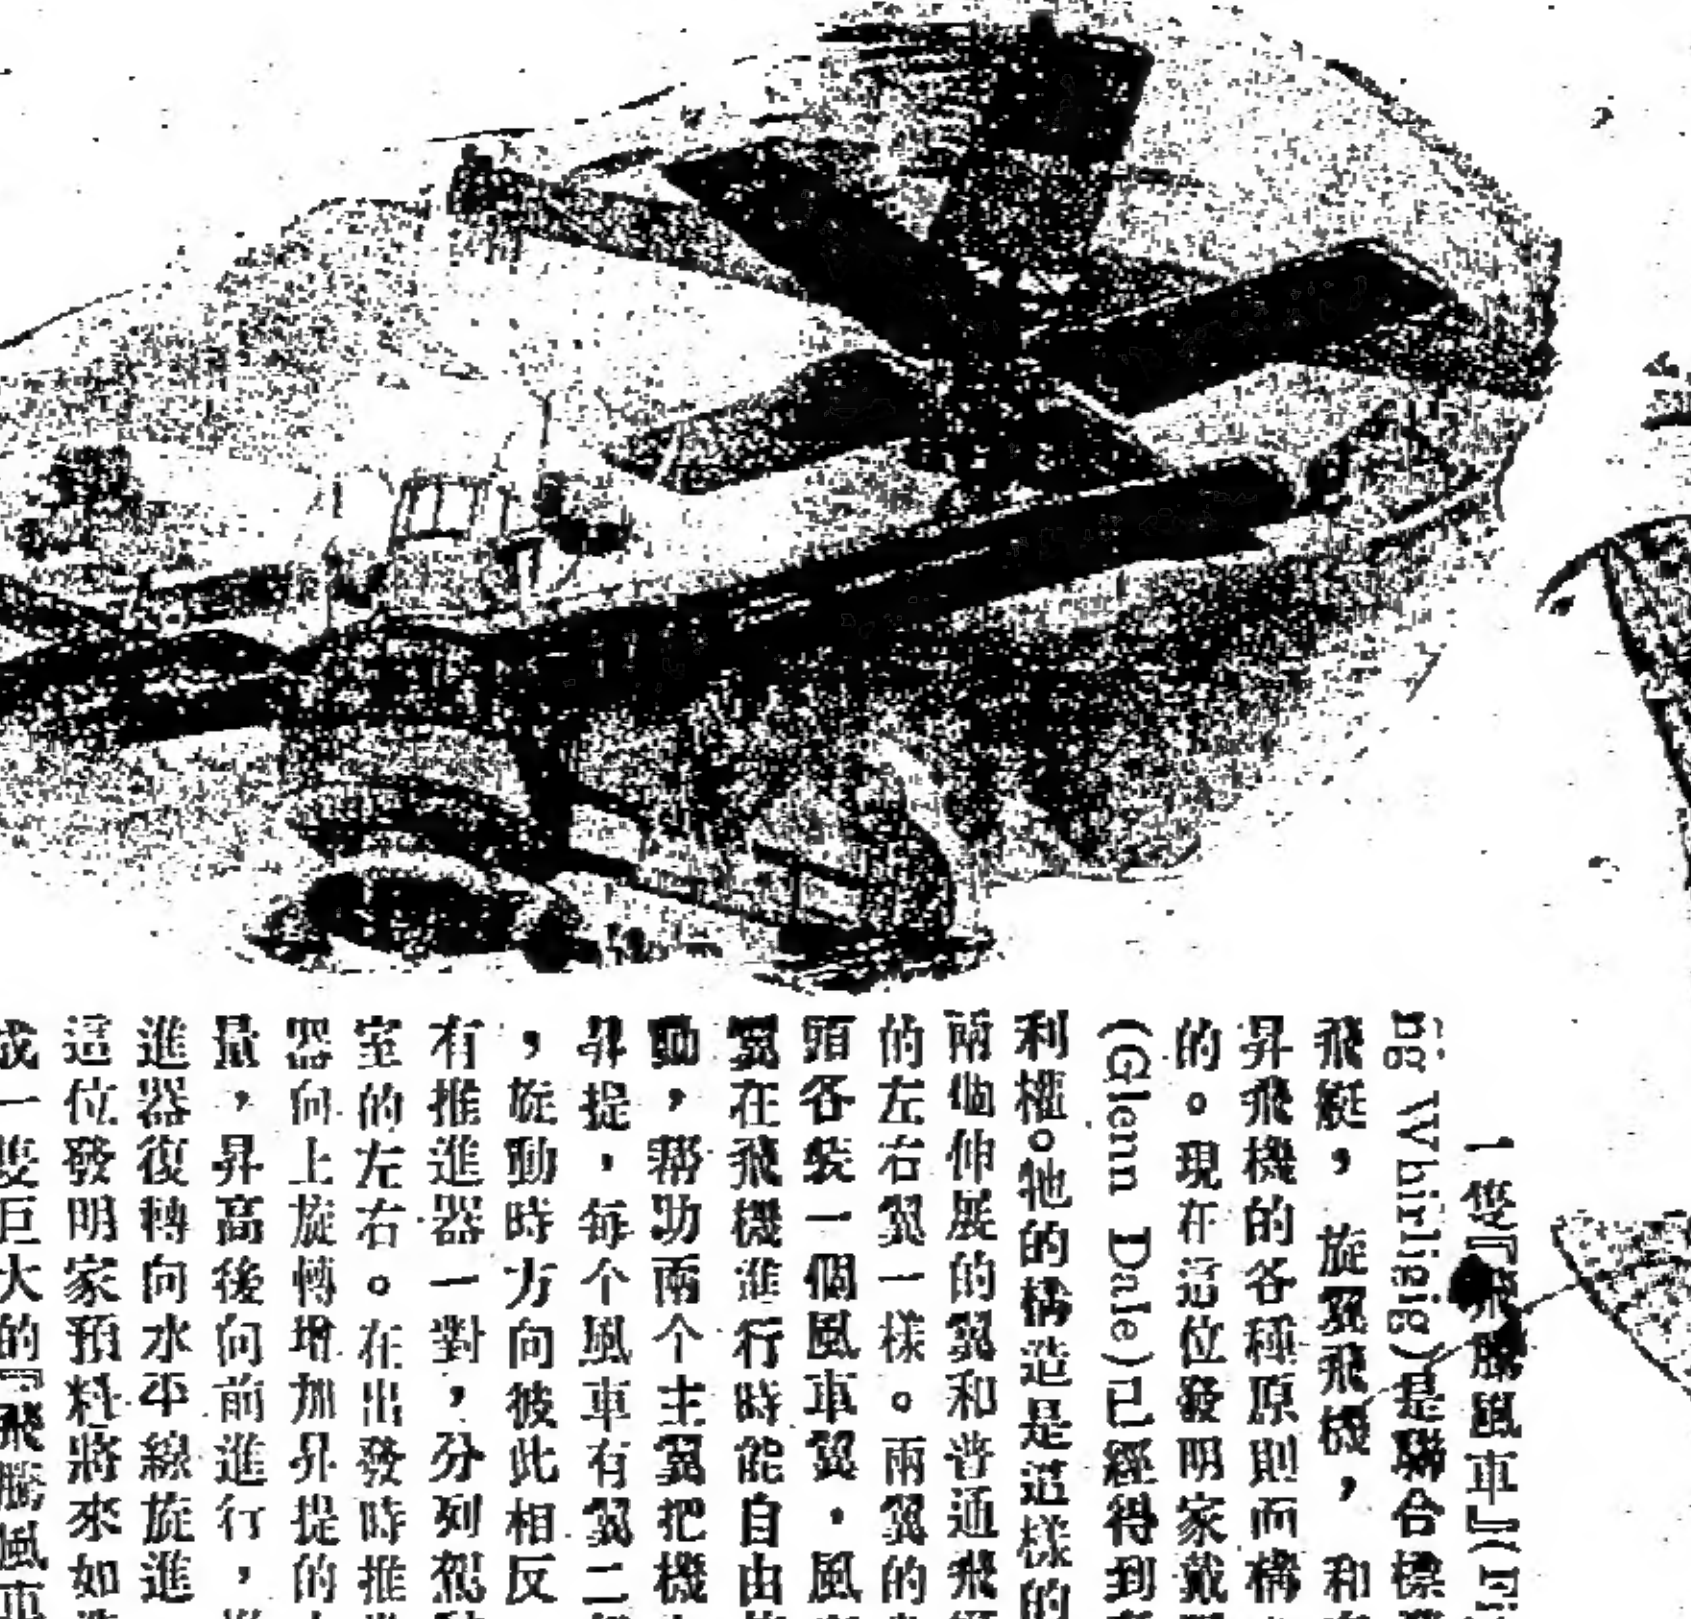 一隻『飛騰風車』(Fl
ng Whirligig)是聯合標準
飛艇，旋翼飛機，和
昇飛機的各種原則而構
的。現在這位發明家戴
(Glenn Dale)已經得到
利權。牠的構造是這樣的
兩個伸展的翼和普通飛
的左右翼一樣。兩翼的
頭各裝一個風車翼，風
翼在飛機進行時能自由
動，帮功兩个主翼把機
昇提，每个風車有翼二
，旋動時方向彼此相反
有推進器一對，分列駕
室的左右。在出發時推
器向上旋轉增加昇提的
量，昇高後向前進行，
進器復轉向水平線旋進
這位發明家預料將來如
成一隻巨大的『飛騰風車